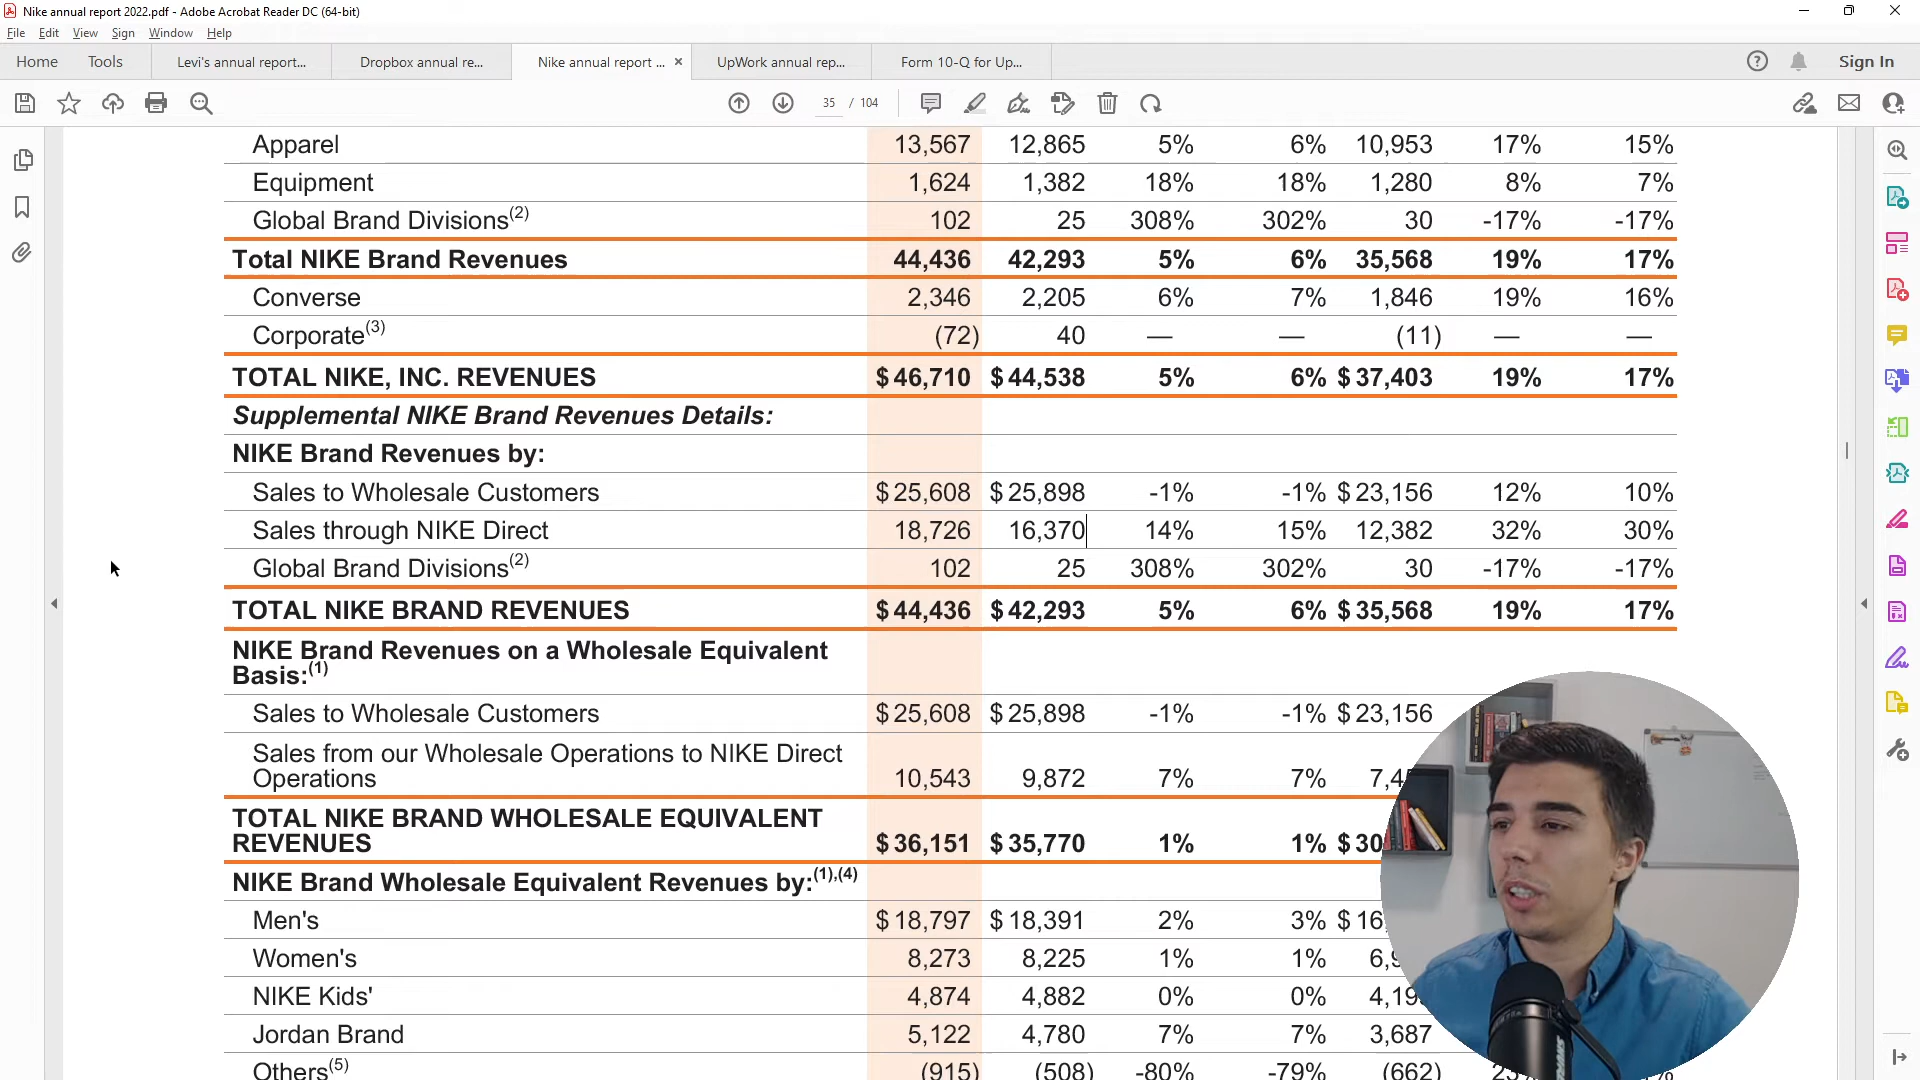 Nike annual report 2022.pdf - Adobe Acrobat Reader DC (64-bit)
File Edit View Sign Window Help
Home Tools Levi's annual report... Dropbox annual re... Nike annual report ... × UpWork annual rep... Form 10-Q for Up... Sign In
35 / 104
Apparel 13,567 12,865 5% 6% 10,953 17% 15%
Equipment 1,624 1,382 18% 18% 1,280 8% 7%
Global Brand Divisions(2) 102 25 308% 302% 30 -17% -17%
Total NIKE Brand Revenues 44,436 42,293 5% 6% 35,568 19% 17%
Converse 2,346 2,205 6% 7% 1,846 19% 16%
Corporate(3) (72) 40 — — (11) — —
TOTAL NIKE, INC. REVENUES $ 46,710 $ 44,538 5% 6% $ 37,403 19% 17%
Supplemental NIKE Brand Revenues Details:
NIKE Brand Revenues by:
Sales to Wholesale Customers $ 25,608 $ 25,898 -1% -1% $ 23,156 12% 10%
Sales through NIKE Direct 18,726 16,370 14% 15% 12,382 32% 30%
Global Brand Divisions(2) 102 25 308% 302% 30 -17% -17%
TOTAL NIKE BRAND REVENUES $ 44,436 $ 42,293 5% 6% $ 35,568 19% 17%
NIKE Brand Revenues on a Wholesale Equivalent
Basis:(1)
Sales to Wholesale Customers $ 25,608 $ 25,898 -1% -1% $ 23,156
Sales from our Wholesale Operations to NIKE Direct
Operations 10,543 9,872 7% 7%
TOTAL NIKE BRAND WHOLESALE EQUIVALENT
REVENUES $ 36,151 $ 35,770 1% 1%
NIKE Brand Wholesale Equivalent Revenues by:(1),(4)
Men's $ 18,797 $ 18,391 2% 3%
Women's 8,273 8,225 1% 1%
NIKE Kids' 4,874 4,882 0% 0%
Jordan Brand 5,122 4,780 7% 7% 3,687
Others(5) (915) (508) -80% -79% (662)